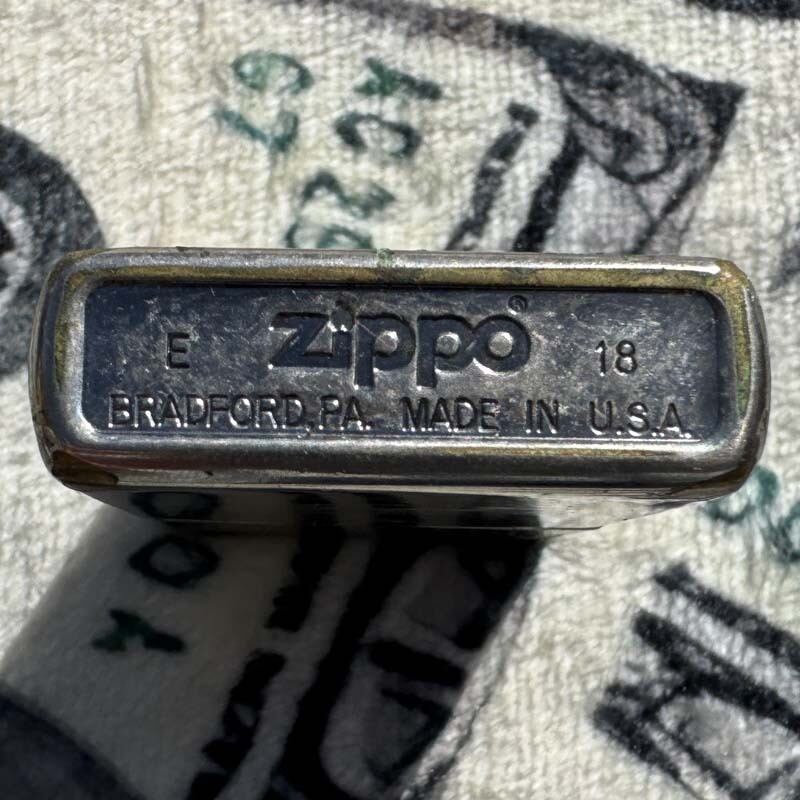 E zippo® 18
BRADFORD, PA. MADE IN U.S.A.